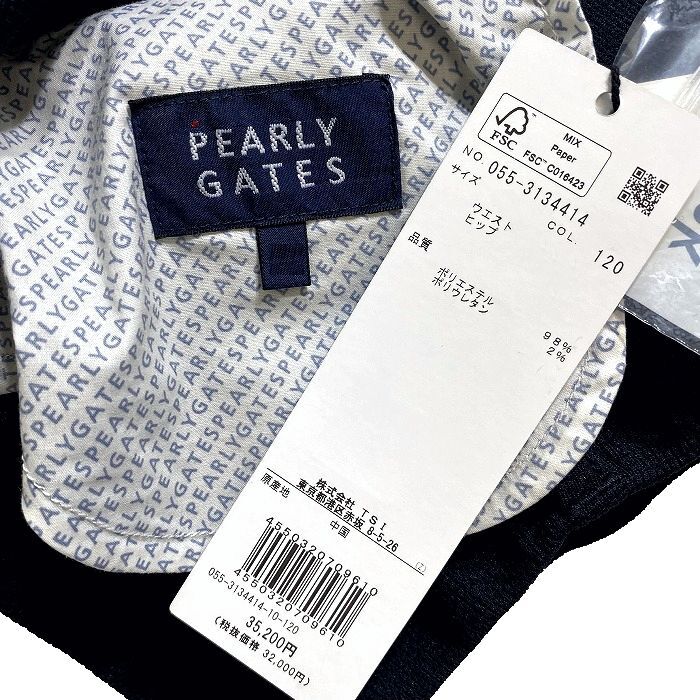 PEARLY
GATES
FSC
MIX
Paper
FSC™ C016423
NO. 055-3134414
サイズ COL. 120
ウエスト
ヒップ
品質
ポリエステル 98%
ポリウレタン 2%
株式会社 TSI
東京都港区赤坂 8-5-26
原産地 中国
(Z)
4550320709610
4550320709610
055-3134414-10-120
35,200円
(税抜価格 32,000円)